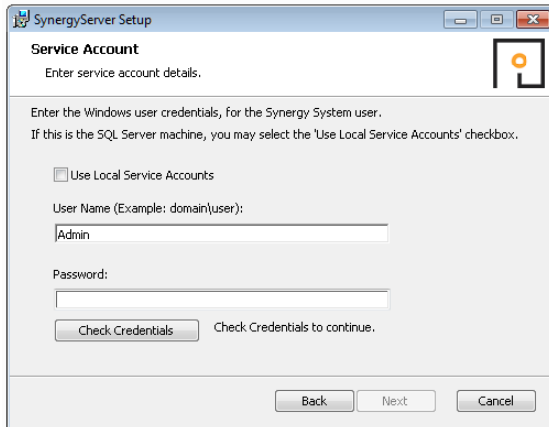 SynergyServer Setup
Service Account
Enter service account details.
Enter the Windows user credentials, for the Synergy System user.
If this is the SQL Server machine, you may select the 'Use Local Service Accounts' checkbox.
Use Local Service Accounts
User Name (Example: domain\user):
Admin
Password:
Check Credentials
Check Credentials to continue.
Back
Next
Cancel